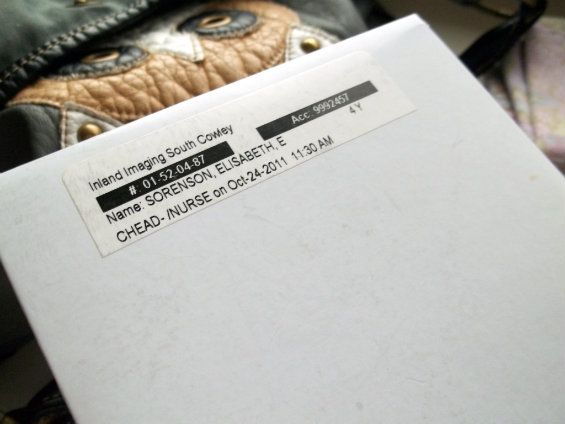 Inland Imaging South Cowley
#: 01-52-04-87 Acc: 9992457
Name: SORENSON, ELISABETH, E 4 Y
CHEAD- /NURSE on Oct-24-2011 11:30 AM